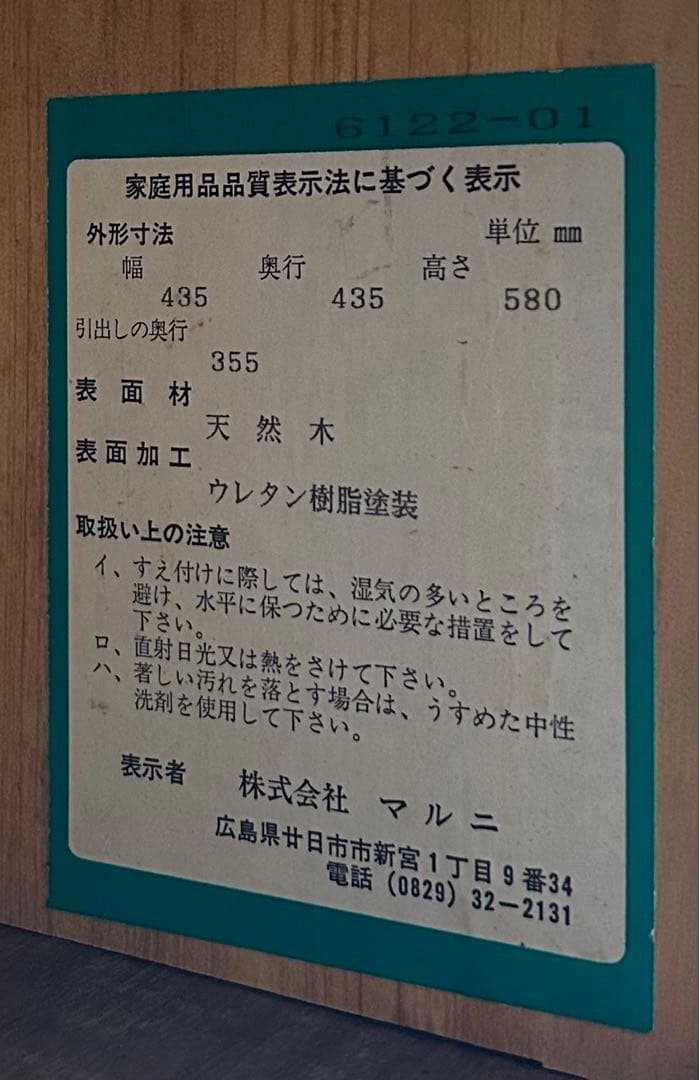 6122-01
家庭用品品質表示法に基づく表示
外形寸法 単位 mm
幅 奥行 高さ
435 435 580
引出しの奥行
355
表面材
天然木
表面加工
ウレタン樹脂塗装
取扱い上の注意
イ、すえ付けに際しては、湿気の多いところを
避け、水平に保つために必要な措置をして
下さい。
ロ、直射日光又は熱をさけて下さい。
ハ、著しい汚れを落とす場合は、うすめた中性
洗剤を使用して下さい。
表示者 株式会社 マルニ
広島県廿日市市新宮1丁目9番34
電話 (0829) 32-2131